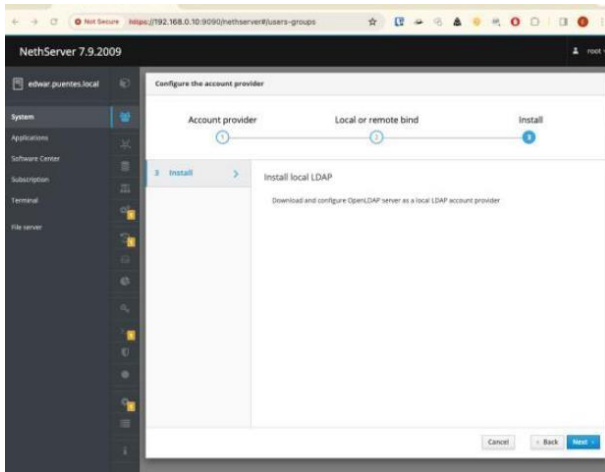 Not Secure https://192.168.0.10:9090/nethserver#/users-groups
NethServer 7.9.2009
root
edwar.puentes.local
Configure the account provider
System
Applications
Software Center
Subscription
Terminal
File server
Account provider
Local or remote bind
Install
1
2
3
3 Install
Install local LDAP
Download and configure OpenLDAP server as a local LDAP account provider
Cancel
Back
Next